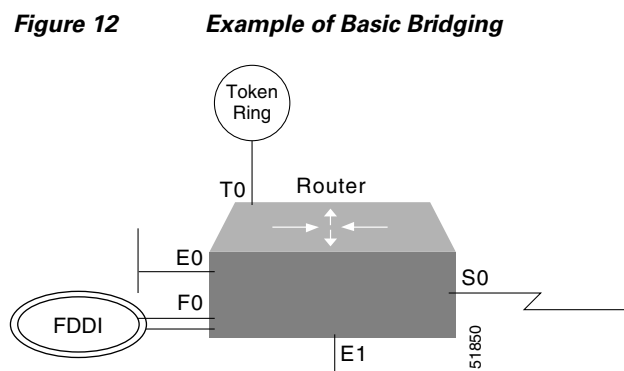 Figure 12 Example of Basic Bridging
Token
Ring
T0 Router
E0
S0
F0
FDDI
E1
51850